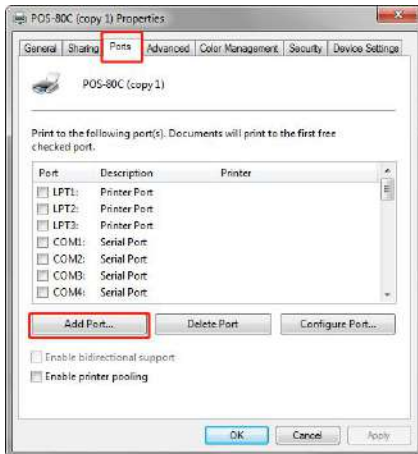 POS-80C (copy 1) Properties
General Sharing Ports Advanced Color Management Security Device Settings
POS-80C (copy 1)
Print to the following port(s). Documents will print to the first free
checked port.
Port Description Printer
LPT1: Printer Port
LPT2: Printer Port
LPT3: Printer Port
COM1: Serial Port
COM2: Serial Port
COM3: Serial Port
COM4: Serial Port
Add Port... Delete Port Configure Port...
Enable bidirectional support
Enable printer pooling
OK Cancel Apply